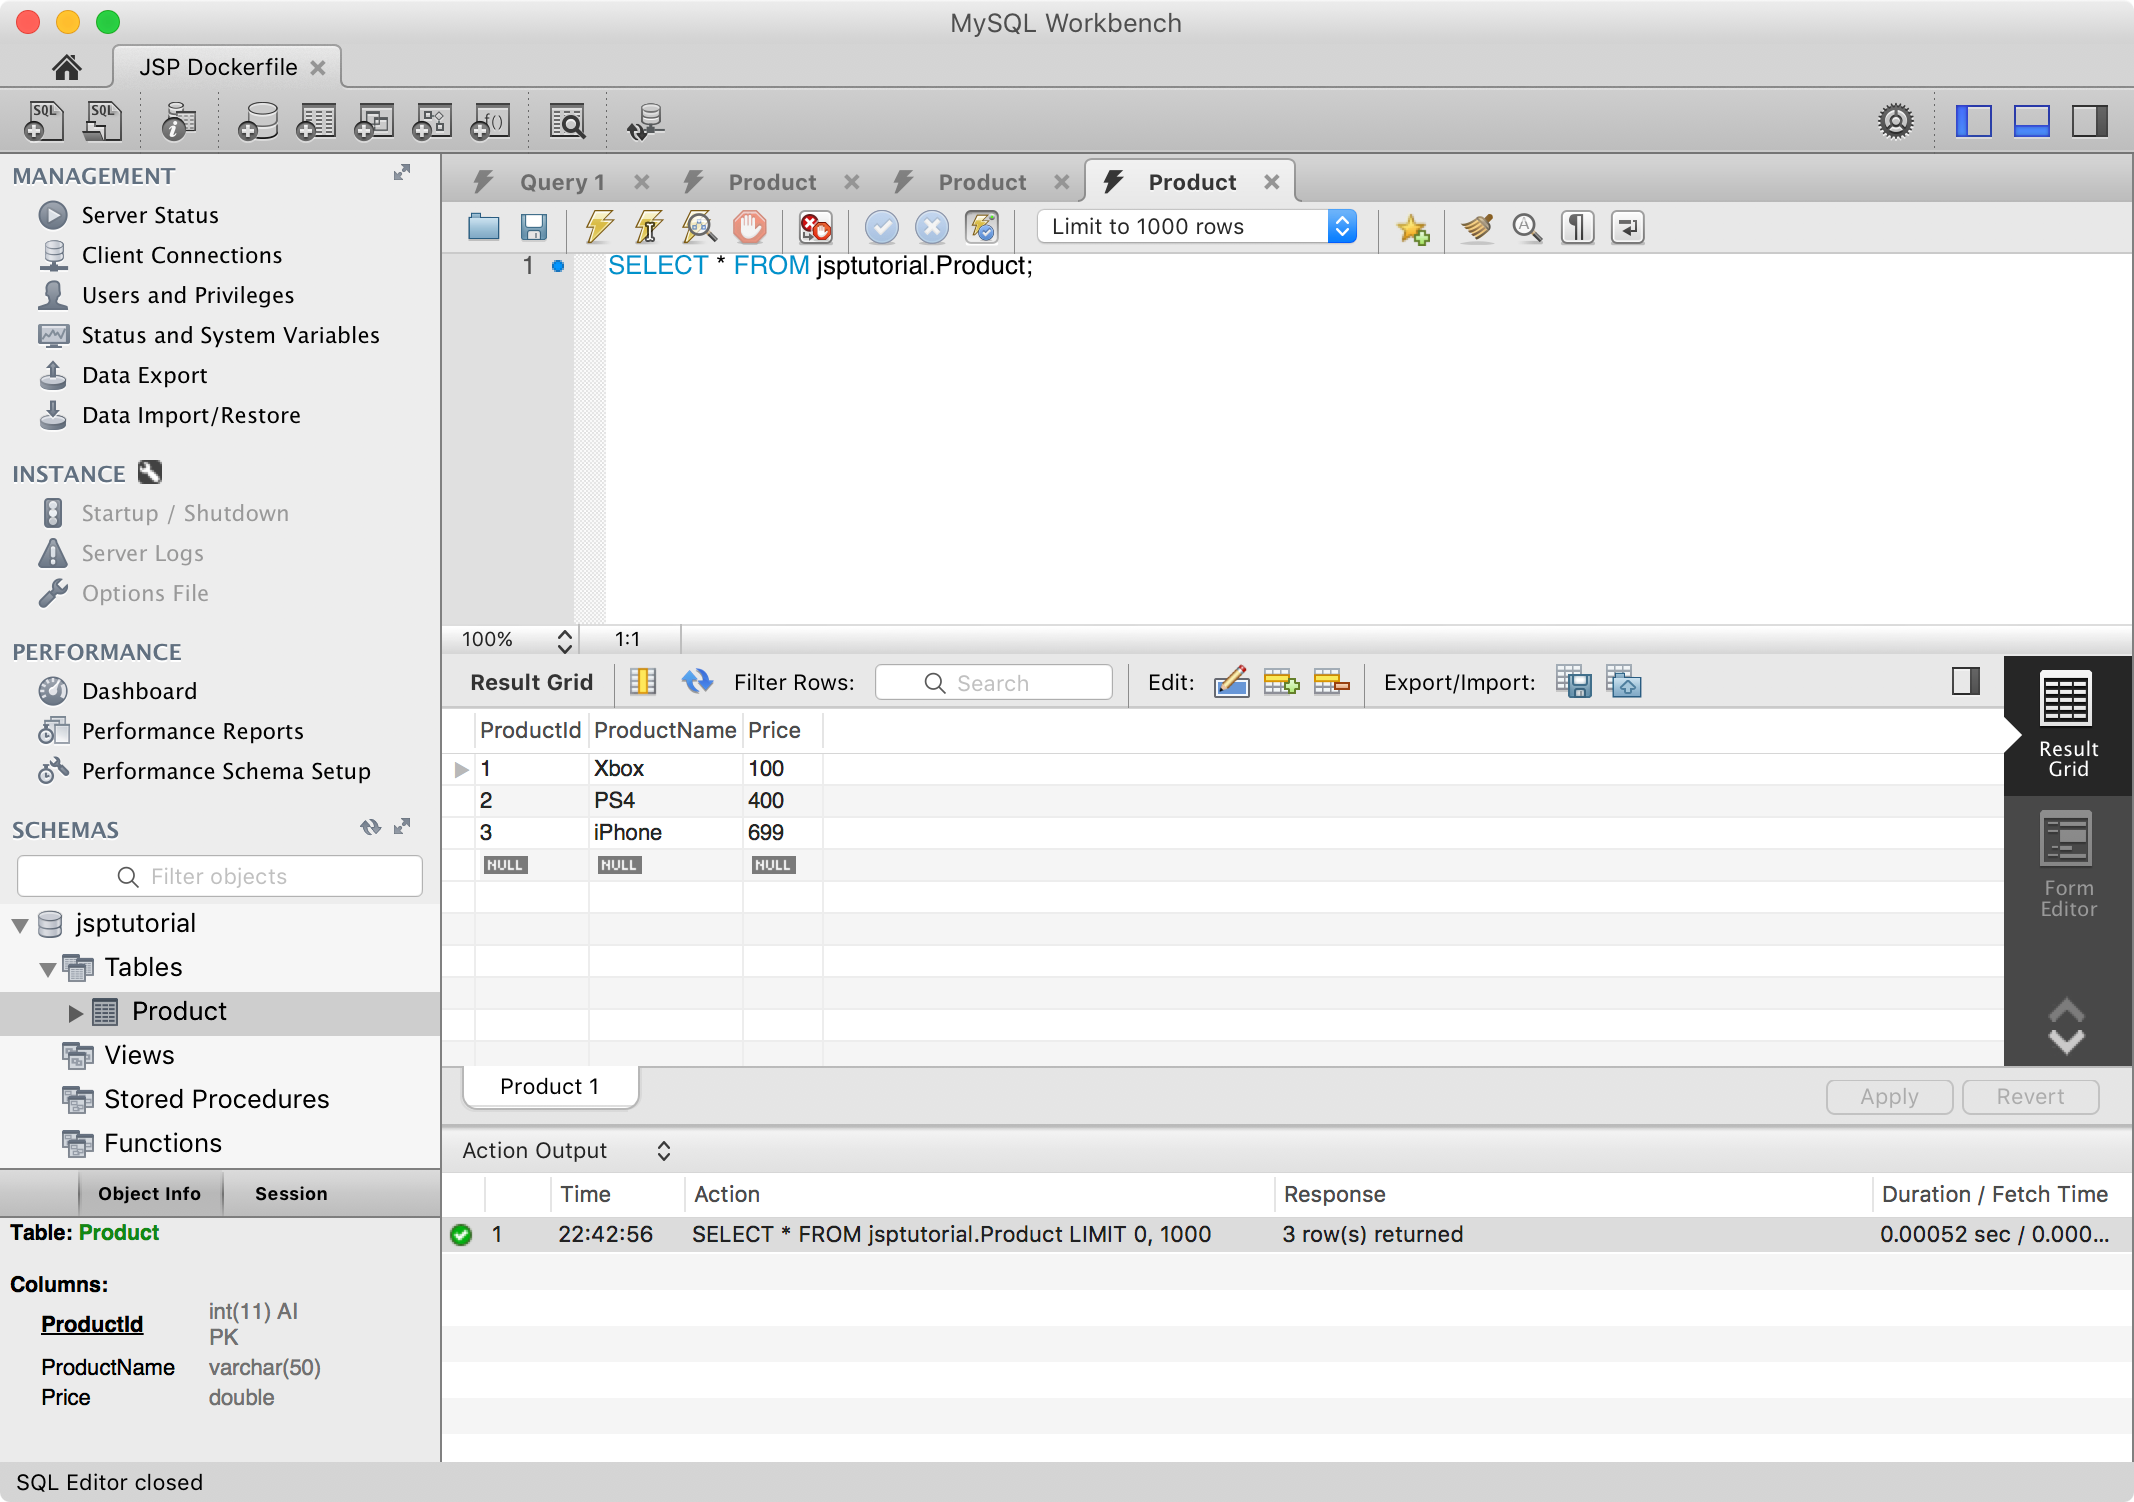 MySQL Workbench
JSP Dockerfile
SQL
SQL
f()
MANAGEMENT
Server Status
Client Connections
Users and Privileges
Status and System Variables
Data Export
Data Import/Restore
INSTANCE
Startup / Shutdown
Server Logs
Options File
PERFORMANCE
Dashboard
Performance Reports
Performance Schema Setup
SCHEMAS
Filter objects
jsptutorial
Tables
Product
Views
Stored Procedures
Functions
Object Info Session
Table: Product
Columns:
ProductId int(11) AI PK
ProductName varchar(50)
Price double
Query 1 Product Product Product
Limit to 1000 rows
1 SELECT * FROM jsptutorial.Product;
100% 1:1
Result Grid Filter Rows: Search Edit: Export/Import:
ProductId ProductName Price
1 Xbox 100
2 PS4 400
3 iPhone 699
NULL NULL NULL
Result Grid
Form Editor
Product 1
Apply Revert
Action Output
Time Action Response Duration / Fetch Time
1 22:42:56 SELECT * FROM jsptutorial.Product LIMIT 0, 1000 3 row(s) returned 0.00052 sec / 0.000...
SQL Editor closed